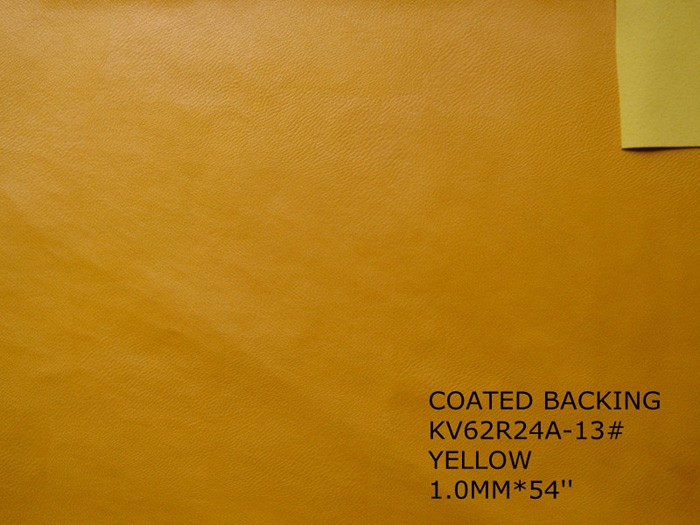 COATED BACKING
KV62R24A-13#
YELLOW
1.0MM*54''